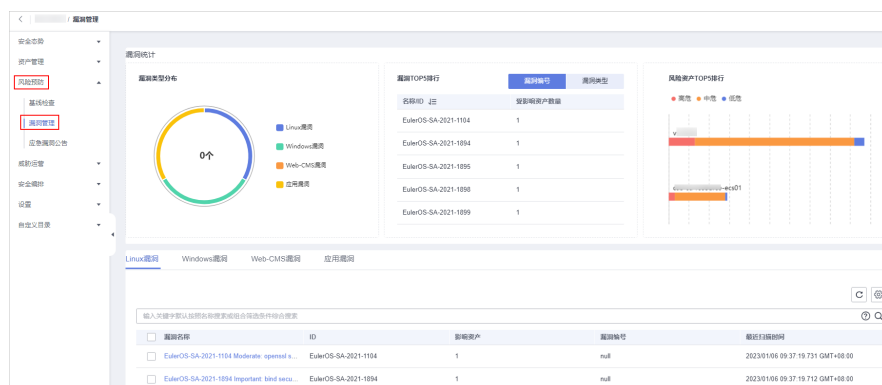 / 漏洞管理
安全态势
资产管理
风险预防
基线检查
漏洞管理
应急漏洞公告
威胁运营
安全编排
设置
自定义目录
漏洞统计
漏洞类型分布
0个
Linux漏洞
Windows漏洞
Web-CMS漏洞
应用漏洞
漏洞TOP5排行
漏洞编号 漏洞类型
名称/ID 受影响资产数量
EulerOS-SA-2021-1104 1
EulerOS-SA-2021-1894 1
EulerOS-SA-2021-1895 1
EulerOS-SA-2021-1898 1
EulerOS-SA-2021-1899 1
风险资产TOP5排行
高危 中危 低危
v
-ecs01
Linux漏洞 Windows漏洞 Web-CMS漏洞 应用漏洞
输入关键字默认按照名称搜索或组合筛选条件综合搜索
漏洞名称 ID 影响资产 漏洞编号 最近扫描时间
EulerOS-SA-2021-1104 Moderate: openssl s... EulerOS-SA-2021-1104 1 null 2023/01/06 09:37:19.731 GMT+08:00
EulerOS-SA-2021-1894 Important: bind secu... EulerOS-SA-2021-1894 1 null 2023/01/06 09:37:19.712 GMT+08:00